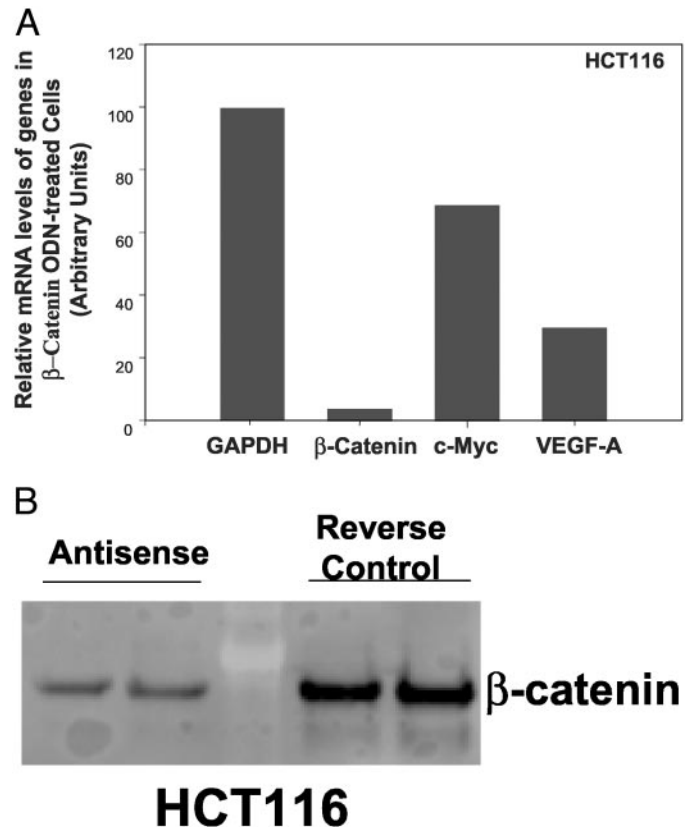 A
Relative mRNA levels of genes in
β-Catenin ODN-treated Cells
(Arbitrary Units)
120
100
80
60
40
20
0
HCT116
GAPDH β-Catenin c-Myc VEGF-A
B
Antisense
Reverse
Control
β-catenin
HCT116